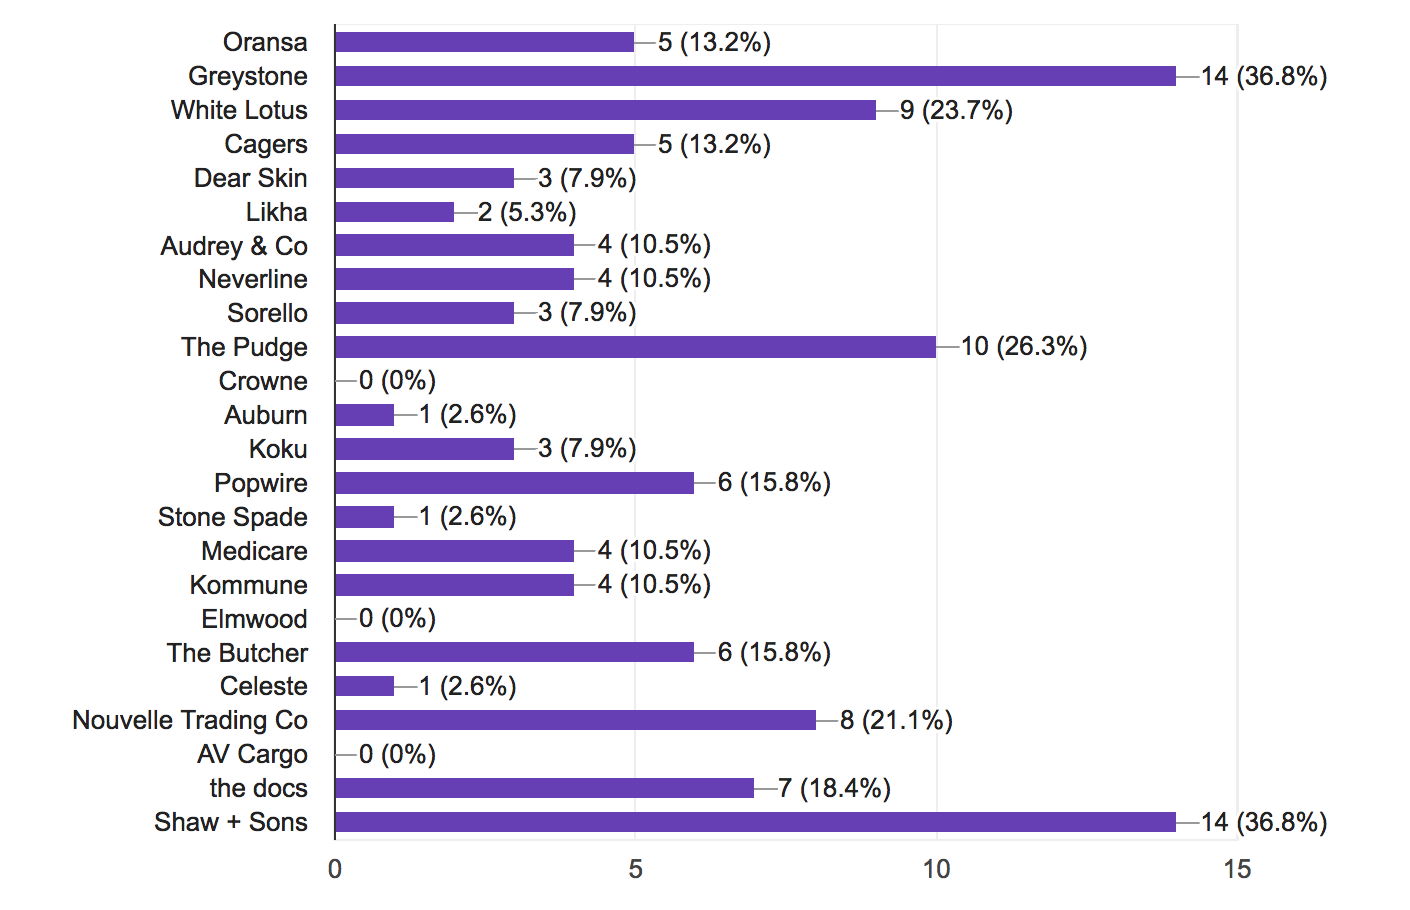 Oransa 5 (13.2%)
Greystone 14 (36.8%)
White Lotus 9 (23.7%)
Cagers 5 (13.2%)
Dear Skin 3 (7.9%)
Likha 2 (5.3%)
Audrey & Co 4 (10.5%)
Neverline 4 (10.5%)
Sorello 3 (7.9%)
The Pudge 10 (26.3%)
Crowne 0 (0%)
Auburn 1 (2.6%)
Koku 3 (7.9%)
Popwire 6 (15.8%)
Stone Spade 1 (2.6%)
Medicare 4 (10.5%)
Kommune 4 (10.5%)
Elmwood 0 (0%)
The Butcher 6 (15.8%)
Celeste 1 (2.6%)
Nouvelle Trading Co 8 (21.1%)
AV Cargo 0 (0%)
the docs 7 (18.4%)
Shaw + Sons 14 (36.8%)
0 5 10 15